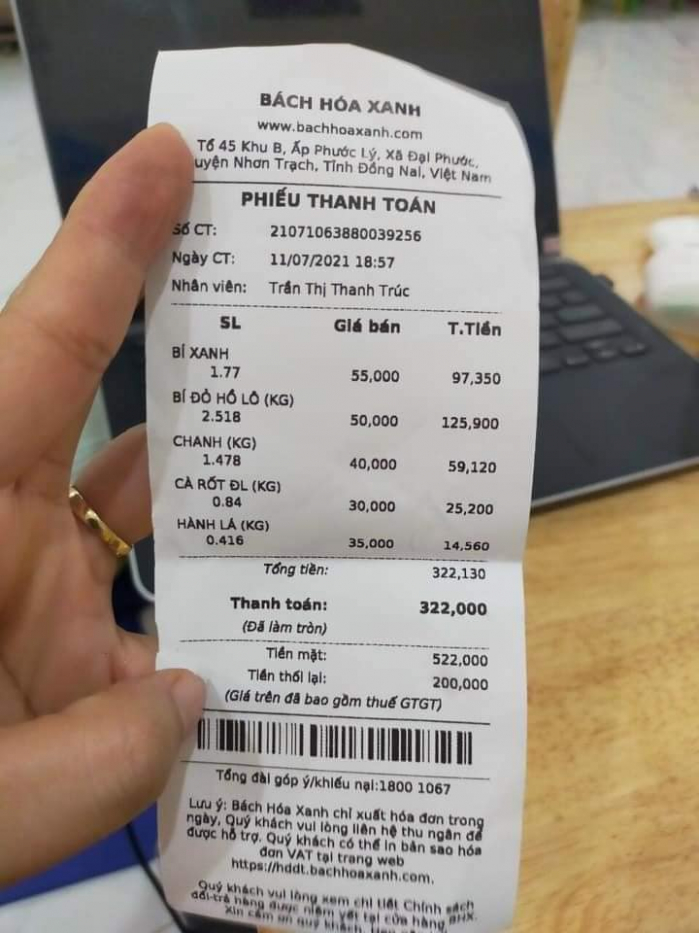 BÁCH HÓA XANH
www.bachhoaxanh.com
Tổ 45 Khu B, Ấp Phước Lý, Xã Đại Phước,
uyện Nhơn Trạch, Tỉnh Đồng Nai, Việt Nam
PHIẾU THANH TOÁN
Số CT: 21071063880039256
Ngày CT: 11/07/2021 18:57
Nhân viên: Trần Thị Thanh Trúc
SL Giá bán T.Tiền
BÍ XANH
1.77 55,000 97,350
BÍ ĐỎ HỒ LÔ (KG)
2.518 50,000 125,900
CHANH (KG)
1.478 40,000 59,120
CÀ RỐT ĐL (KG)
0.84 30,000 25,200
HÀNH LÁ (KG)
0.416 35,000 14,560
Tổng tiền: 322,130
Thanh toán: 322,000
(Đã làm tròn)
Tiền mặt: 522,000
Tiền thối lại: 200,000
(Giá trên đã bao gồm thuế GTGT)
Tổng đài góp ý/khiếu nại:1800 1067
Lưu ý: Bách Hóa Xanh chỉ xuất hóa đơn trong
ngày, Quý khách vui lòng liên hệ thu ngân để
được hỗ trợ. Quý khách có thể in bản sao hóa
đơn VAT tại trang web
https://hddt.bachhoaxanh.com.
Quý khách vui lòng xem chi tiết Chính sách
đổi-trả hàng được niêm yết tại cửa hàng BHX.
Xin cảm ơn quý khách.